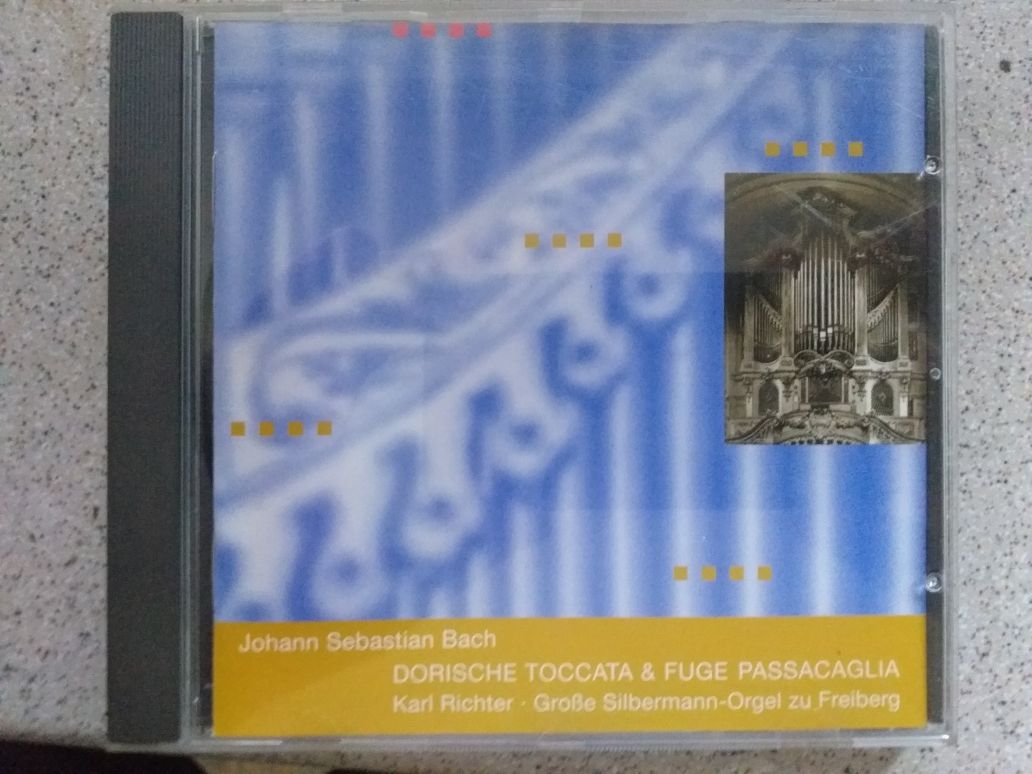 Johann Sebastian Bach
DORISCHE TOCCATA & FUGE PASSACAGLIA
Karl Richter · Große Silbermann-Orgel zu Freiberg